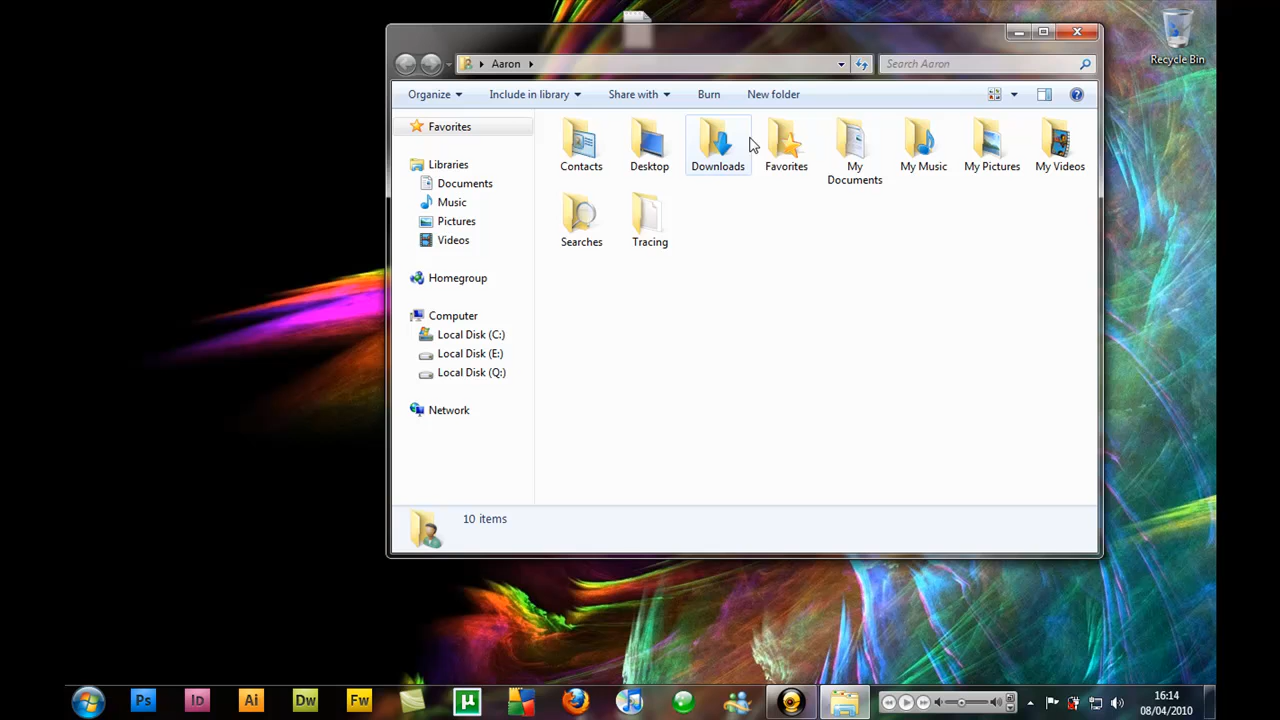 Recycle Bin
Aaron
Search Aaron
Organize
Include in library
Share with
Burn
New folder
Favorites
Libraries
Documents
Music
Pictures
Videos
Homegroup
Computer
Local Disk (C:)
Local Disk (E:)
Local Disk (Q:)
Network
Contacts
Desktop
Downloads
Favorites
My Documents
My Music
My Pictures
My Videos
Searches
Tracing
10 items
Ps
Id
Ai
Dw
Fw
µ
16:14
08/04/2010